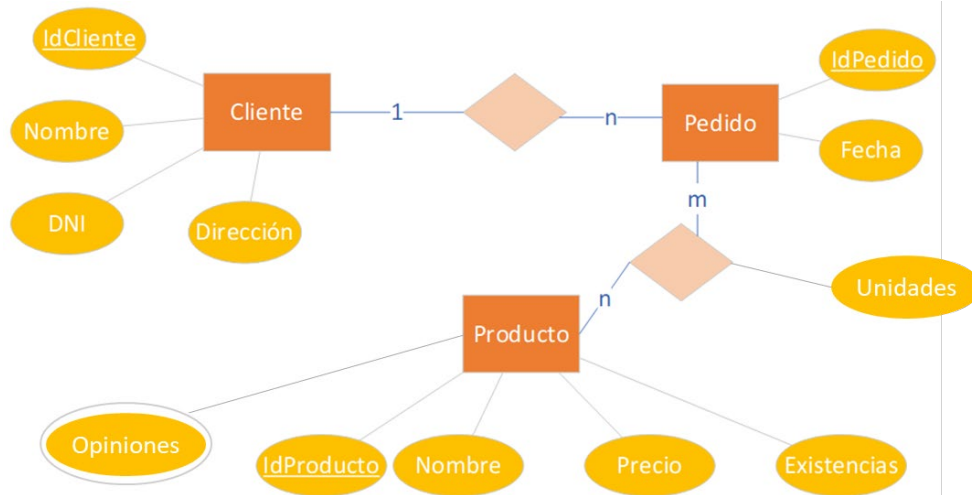 IdCliente
IdPedido
Cliente
1
n
Pedido
Nombre
Fecha
m
DNI
Dirección
n
Unidades
Producto
Opiniones
IdProducto
Nombre
Precio
Existencias